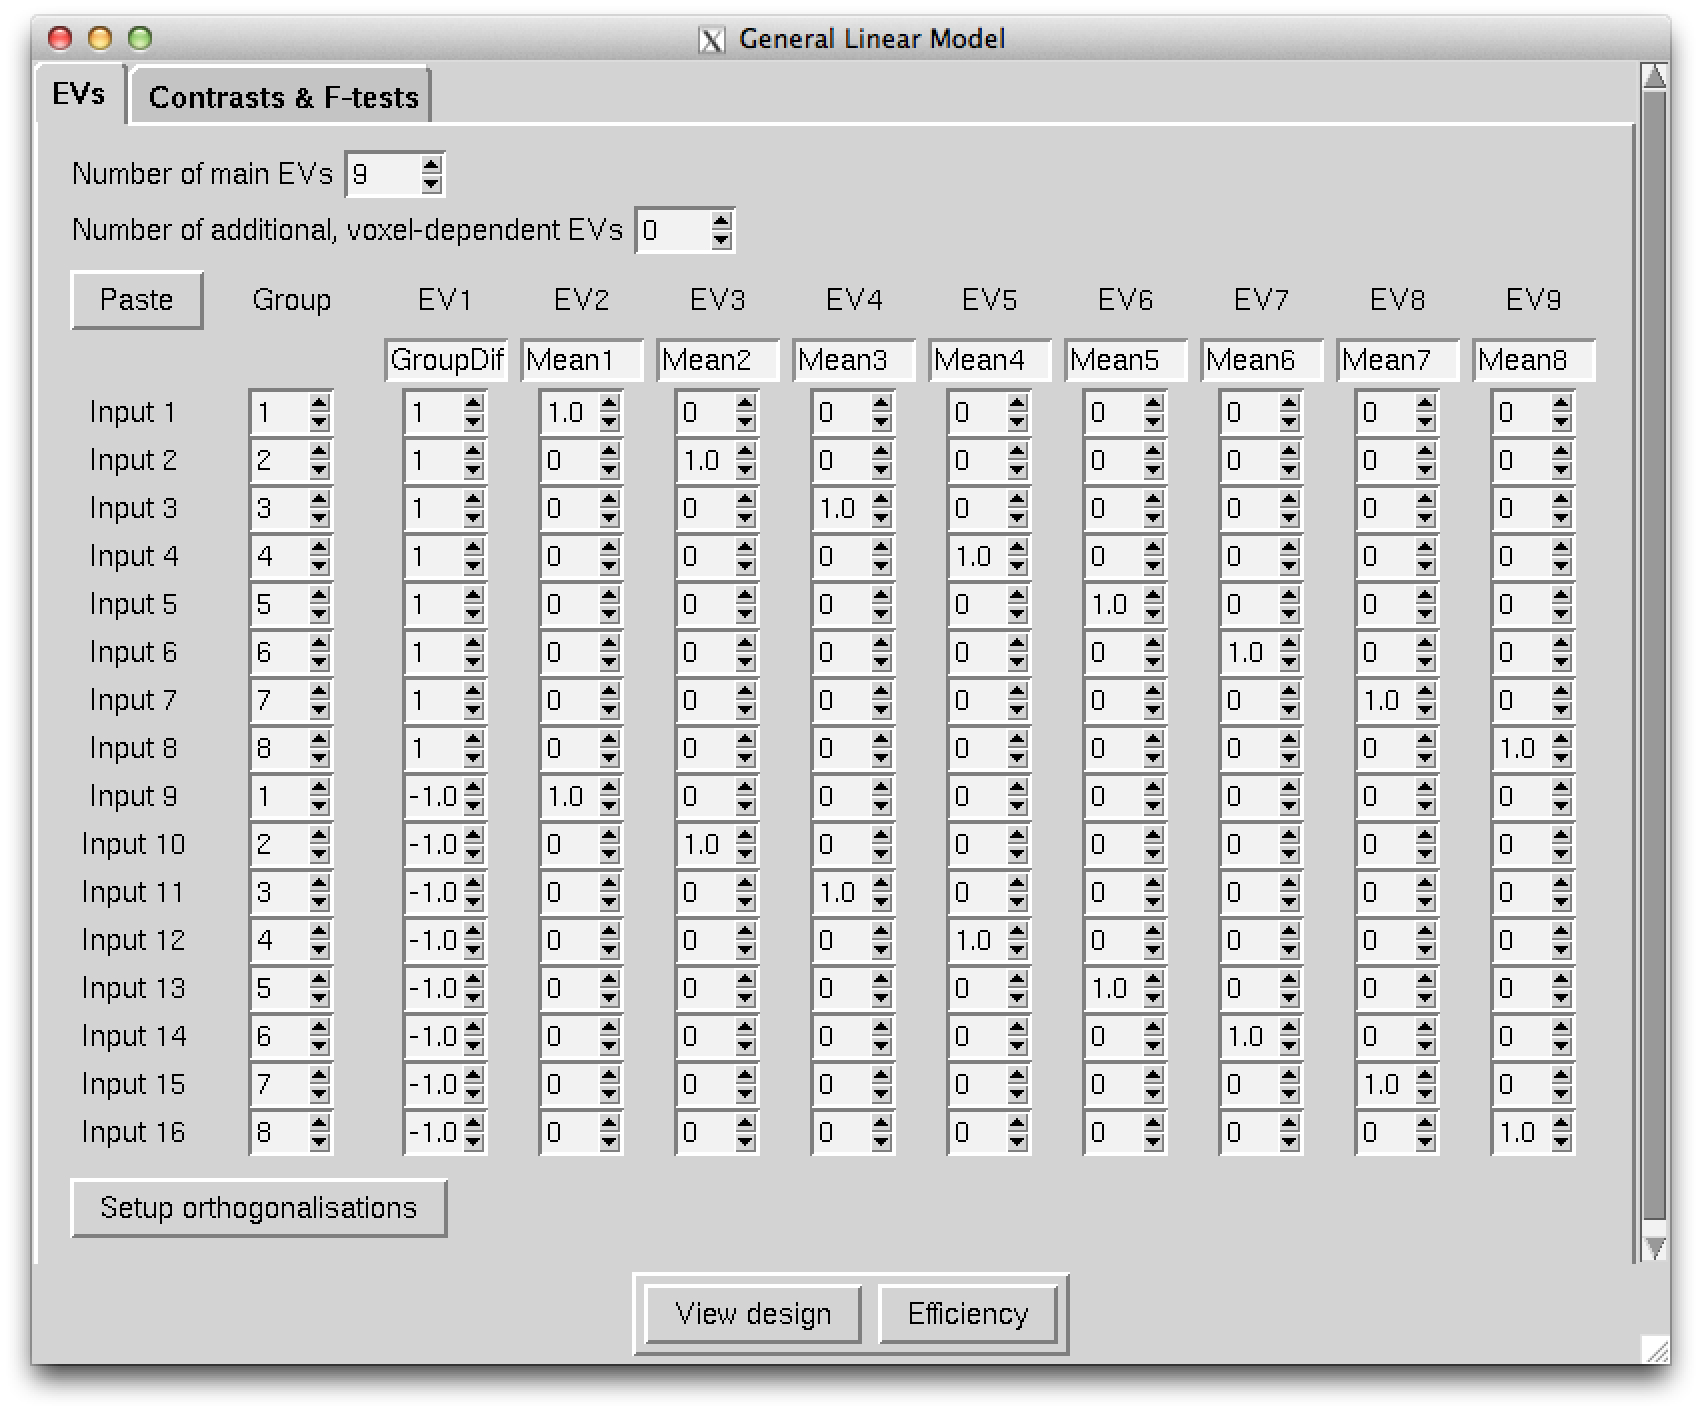 X General Linear Model
EVs Contrasts & F-tests
Number of main EVs 9
Number of additional, voxel-dependent EVs 0
Paste Group EV1 EV2 EV3 EV4 EV5 EV6 EV7 EV8 EV9
GroupDif Mean1 Mean2 Mean3 Mean4 Mean5 Mean6 Mean7 Mean8
Input 1 1 1 1.0 0 0 0 0 0 0 0
Input 2 2 1 0 1.0 0 0 0 0 0 0
Input 3 3 1 0 0 1.0 0 0 0 0 0
Input 4 4 1 0 0 0 1.0 0 0 0 0
Input 5 5 1 0 0 0 0 1.0 0 0 0
Input 6 6 1 0 0 0 0 0 1.0 0 0
Input 7 7 1 0 0 0 0 0 0 1.0 0
Input 8 8 1 0 0 0 0 0 0 0 1.0
Input 9 1 -1.0 1.0 0 0 0 0 0 0 0
Input 10 2 -1.0 0 1.0 0 0 0 0 0 0
Input 11 3 -1.0 0 0 1.0 0 0 0 0 0
Input 12 4 -1.0 0 0 0 1.0 0 0 0 0
Input 13 5 -1.0 0 0 0 0 1.0 0 0 0
Input 14 6 -1.0 0 0 0 0 0 1.0 0 0
Input 15 7 -1.0 0 0 0 0 0 0 1.0 0
Input 16 8 -1.0 0 0 0 0 0 0 0 1.0
Setup orthogonalisations
View design Efficiency